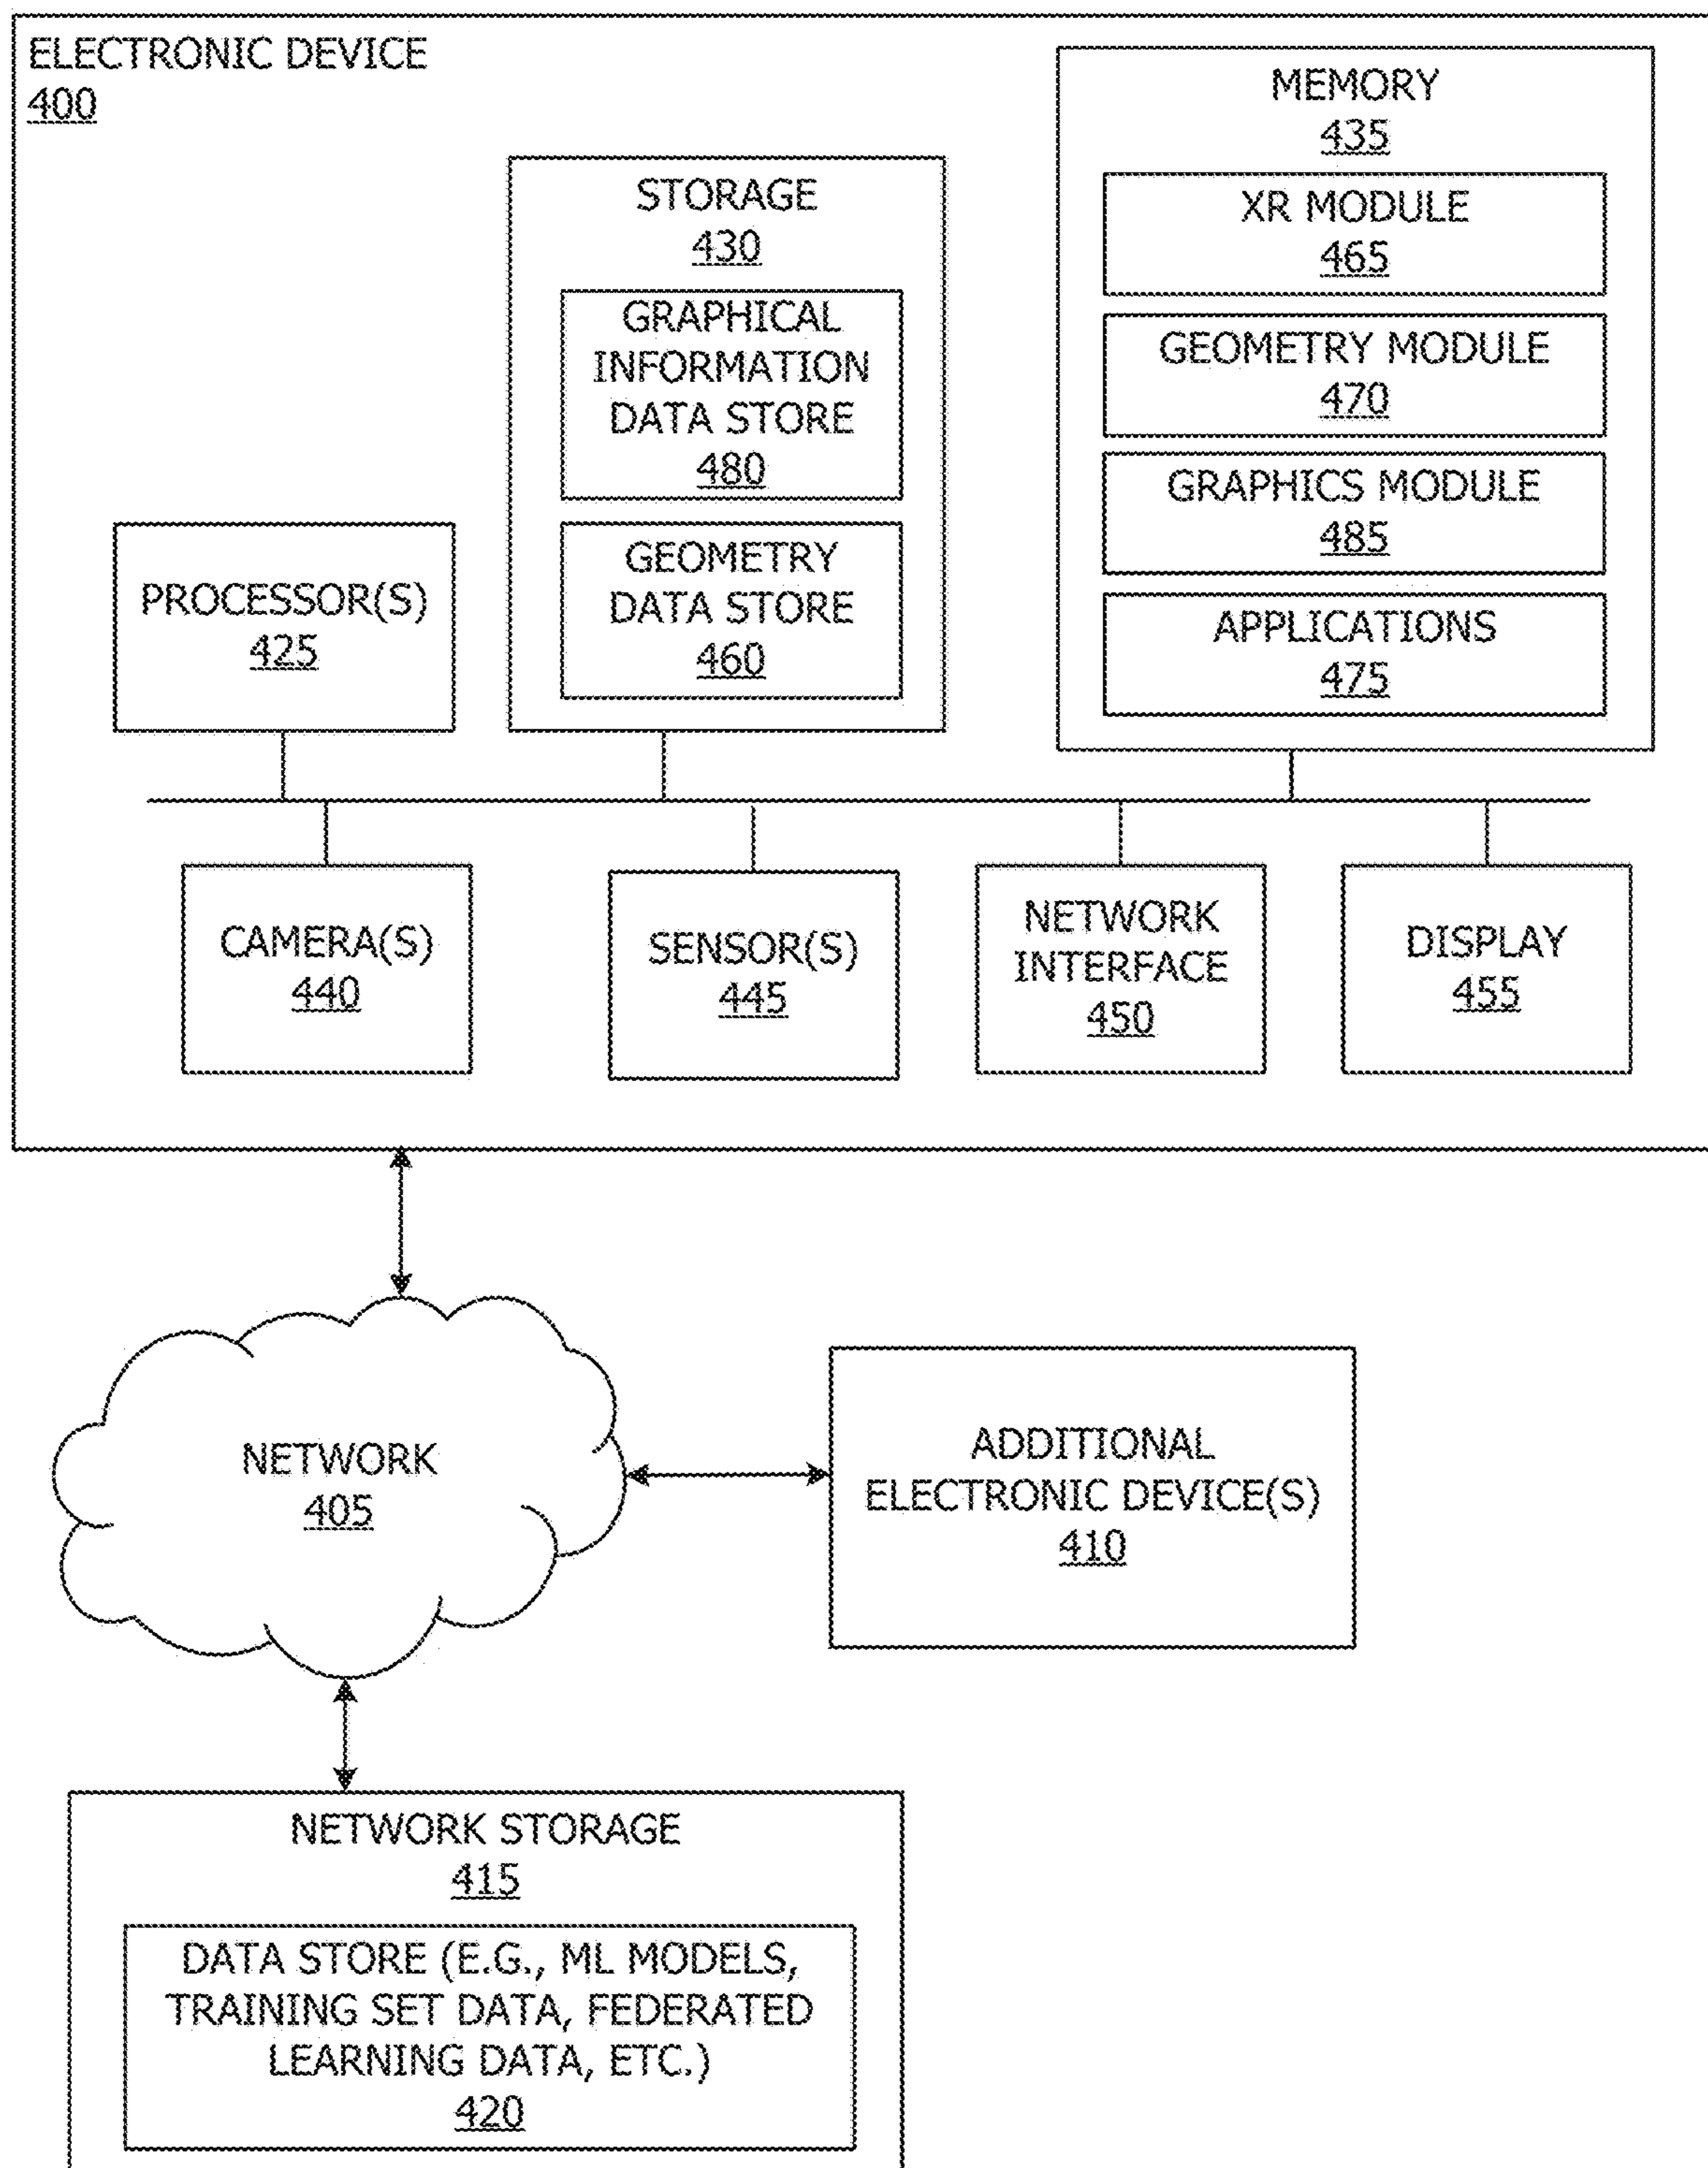 ELECTRONIC DEVICE
400
MEMORY
435
XR MODULE
465
GEOMETRY MODULE
470
GRAPHICS MODULE
485
APPLICATIONS
475
STORAGE
430
GRAPHICAL
INFORMATION
DATA STORE
480
GEOMETRY
DATA STORE
460
PROCESSOR(S)
425
CAMERA(S)
440
SENSOR(S)
445
NETWORK
INTERFACE
450
DISPLAY
455
NETWORK
405
ADDITIONAL
ELECTRONIC DEVICE(S)
410
NETWORK STORAGE
415
DATA STORE (E.G., ML MODELS,
TRAINING SET DATA, FEDERATED
LEARNING DATA, ETC.)
420